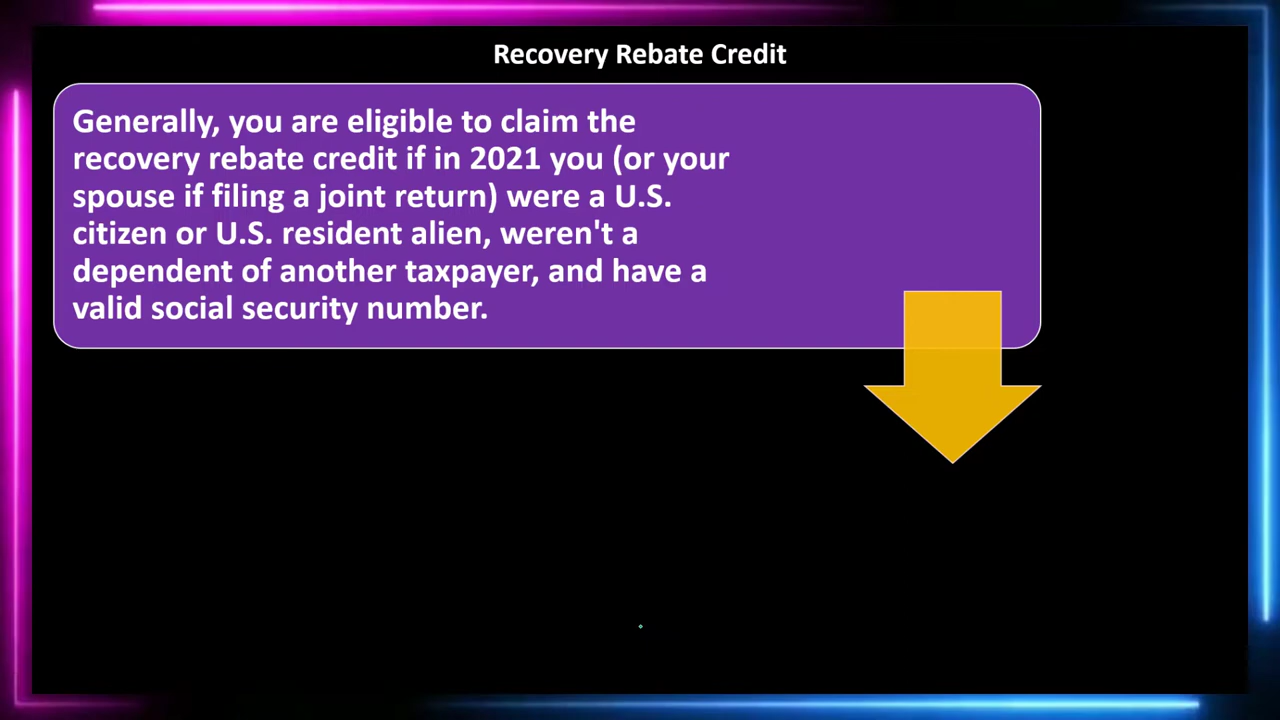 Recovery Rebate Credit
Generally, you are eligible to claim the
recovery rebate credit if in 2021 you (or your
spouse if filing a joint return) were a U.S.
citizen or U.S. resident alien, weren't a
dependent of another taxpayer, and have a
valid social security number.